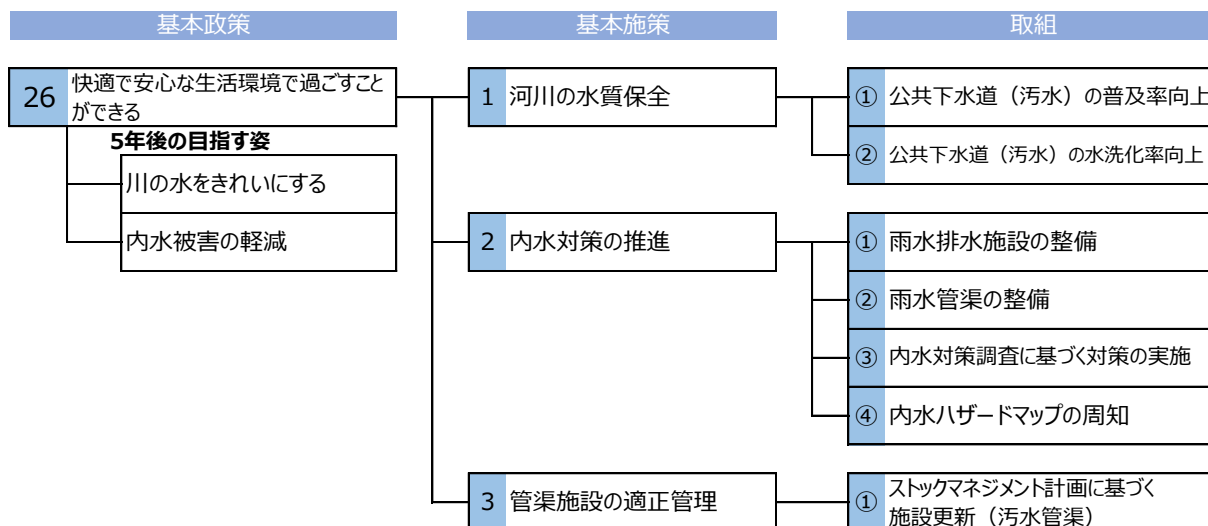 基本政策
基本施策
取組
26
快適で安心な生活環境で過ごすこと
ができる
5年後の目指す姿
川の水をきれいにする
内水被害の軽減
1 河川の水質保全
① 公共下水道（汚水）の普及率向上
② 公共下水道（汚水）の水洗化率向上
2 内水対策の推進
① 雨水排水施設の整備
② 雨水管渠の整備
③ 内水対策調査に基づく対策の実施
④ 内水ハザードマップの周知
3 管渠施設の適正管理
① ストックマネジメント計画に基づく
施設更新（汚水管渠）